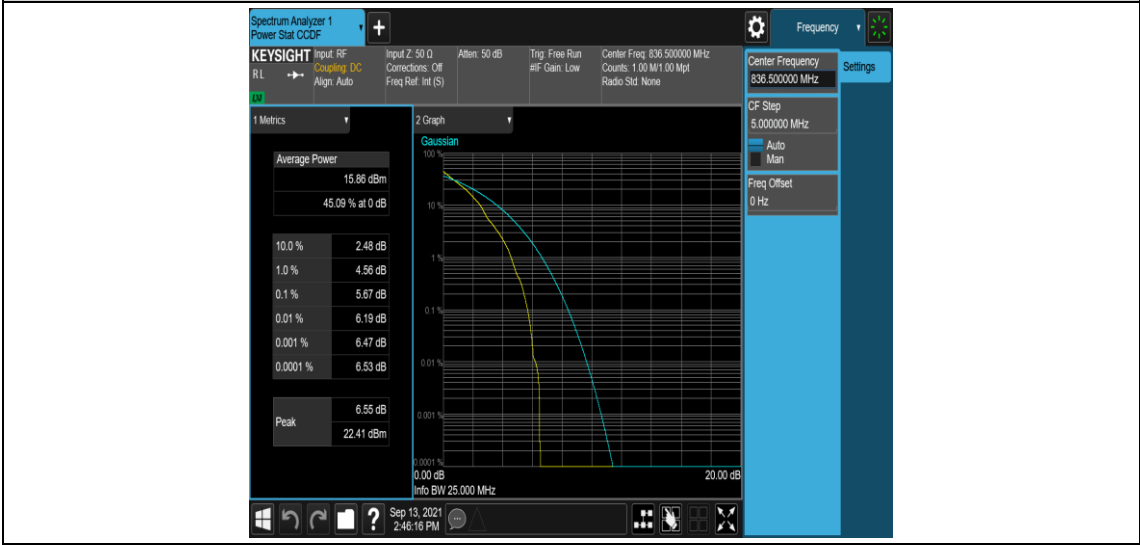 Spectrum Analyzer 1
Power Stat CCDF
+
Frequency
KEYSIGHT
RL
LM
Input: RF
Coupling: DC
Align: Auto
Input Z: 50 Ω
Corrections: Off
Freq Ref: Int (S)
Atten: 50 dB
Trig: Free Run
#IF Gain: Low
Center Freq: 836.500000 MHz
Counts: 1.00 M/1.00 Mpt
Radio Std: None
Center Frequency
836.500000 MHz
Settings
CF Step
5.000000 MHz
Auto
Man
Freq Offset
0 Hz
1 Metrics
Average Power
15.86 dBm
45.09 % at 0 dB
10.0 % 2.48 dB
1.0 % 4.56 dB
0.1 % 5.67 dB
0.01 % 6.19 dB
0.001 % 6.47 dB
0.0001 % 6.53 dB
Peak
6.55 dB
22.41 dBm
2 Graph
Gaussian
100 %
10 %
1 %
0.1 %
0.01 %
0.001 %
0.0001 %
0.00 dB 20.00 dB
Info BW 25.000 MHz
?
Sep 13, 2021
2:46:16 PM